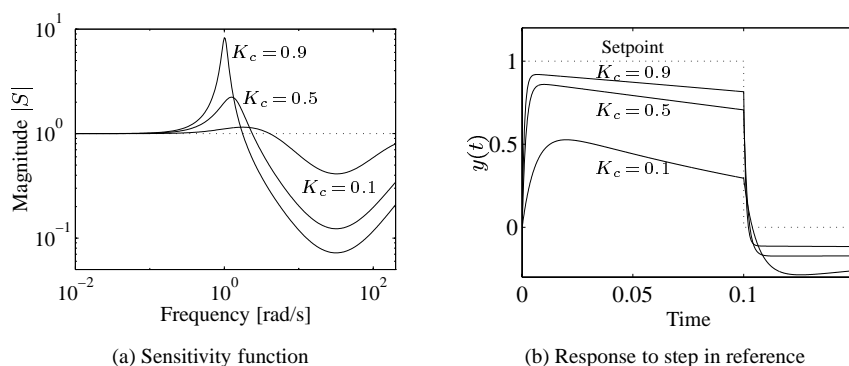 10^1
K_c = 0.9
K_c = 0.5
10^0
K_c = 0.1
10^{-1}
Magnitude |S|
10^{-2}
10^0
10^2
Frequency [rad/s]
(a) Sensitivity function
Setpoint
1
K_c = 0.9
K_c = 0.5
0.5
K_c = 0.1
0
y(t)
0
0.05
0.1
Time
(b) Response to step in reference